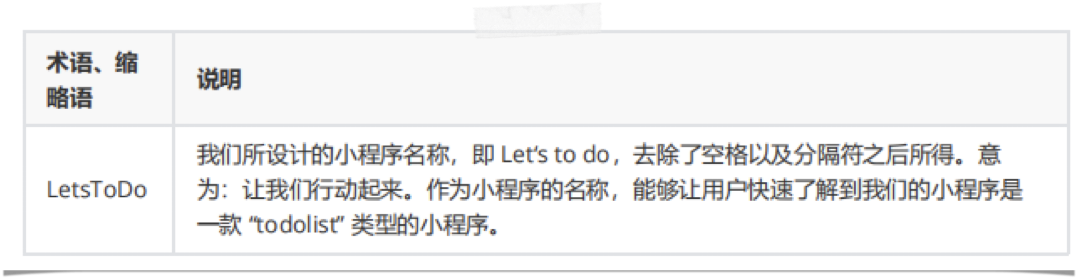 术语、缩
略语
说明
LetsToDo
我们所设计的小程序名称，即 Let‘s to do，去除了空格以及分隔符之后所得。意
为：让我们行动起来。作为小程序的名称，能够让用户快速了解到我们的小程序是
一款 “todolist” 类型的小程序。